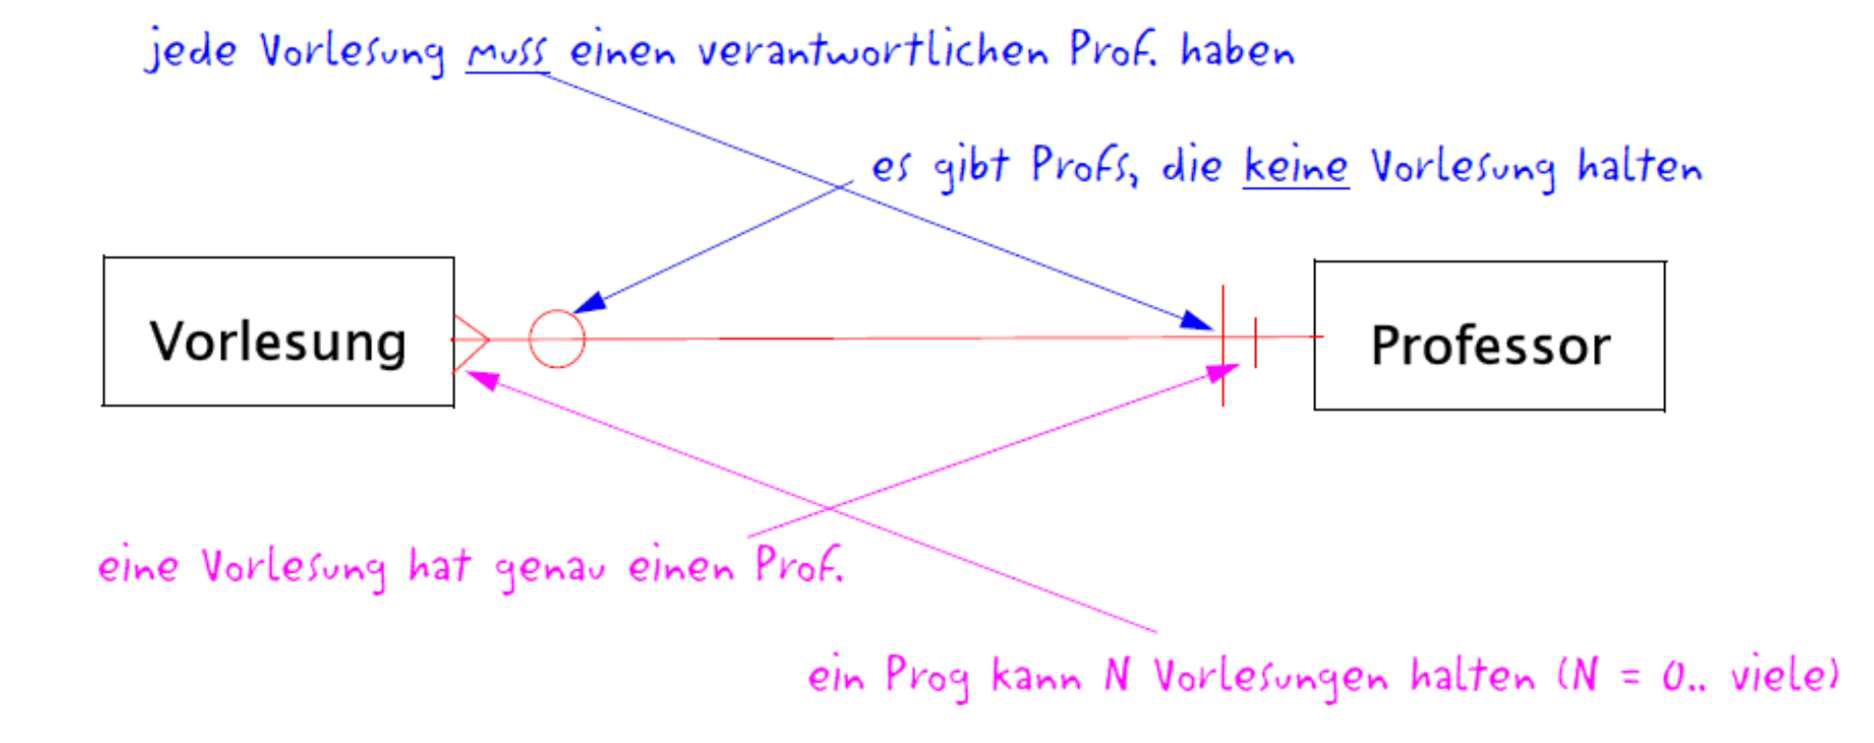 jede Vorlesung muss einen verantwortlichen Prof. haben
es gibt Profs, die keine Vorlesung halten
Vorlesung
Professor
eine Vorlesung hat genau einen Prof.
ein Prog kann N Vorlesungen halten (N = 0.. viele)